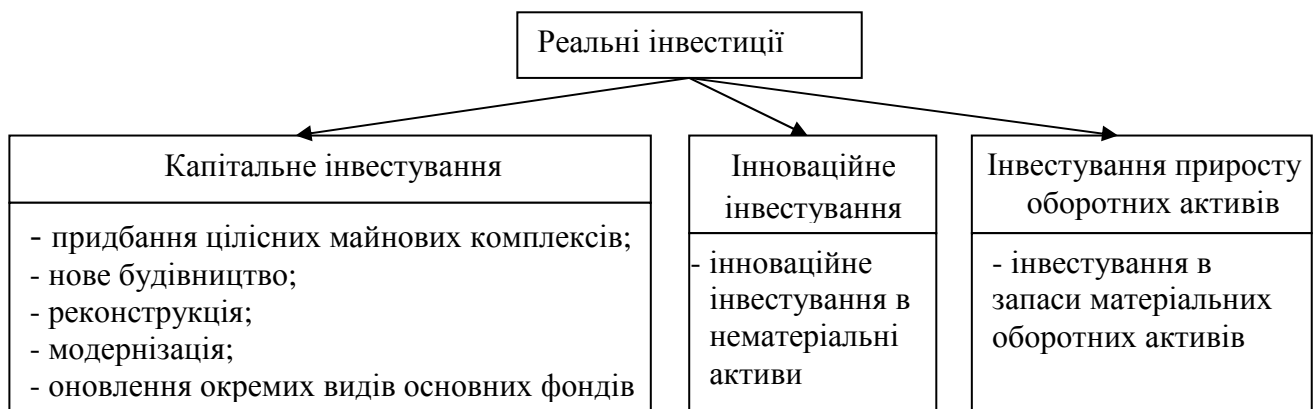 Реальні інвестиції
Капітальне інвестування
- придбання цілісних майнових комплексів;
- нове будівництво;
- реконструкція;
- модернізація;
- оновлення окремих видів основних фондів
Інноваційне
інвестування
- інноваційне
інвестування в
нематеріальні
активи
Інвестування приросту
оборотних активів
- інвестування в
запаси матеріальних
оборотних активів